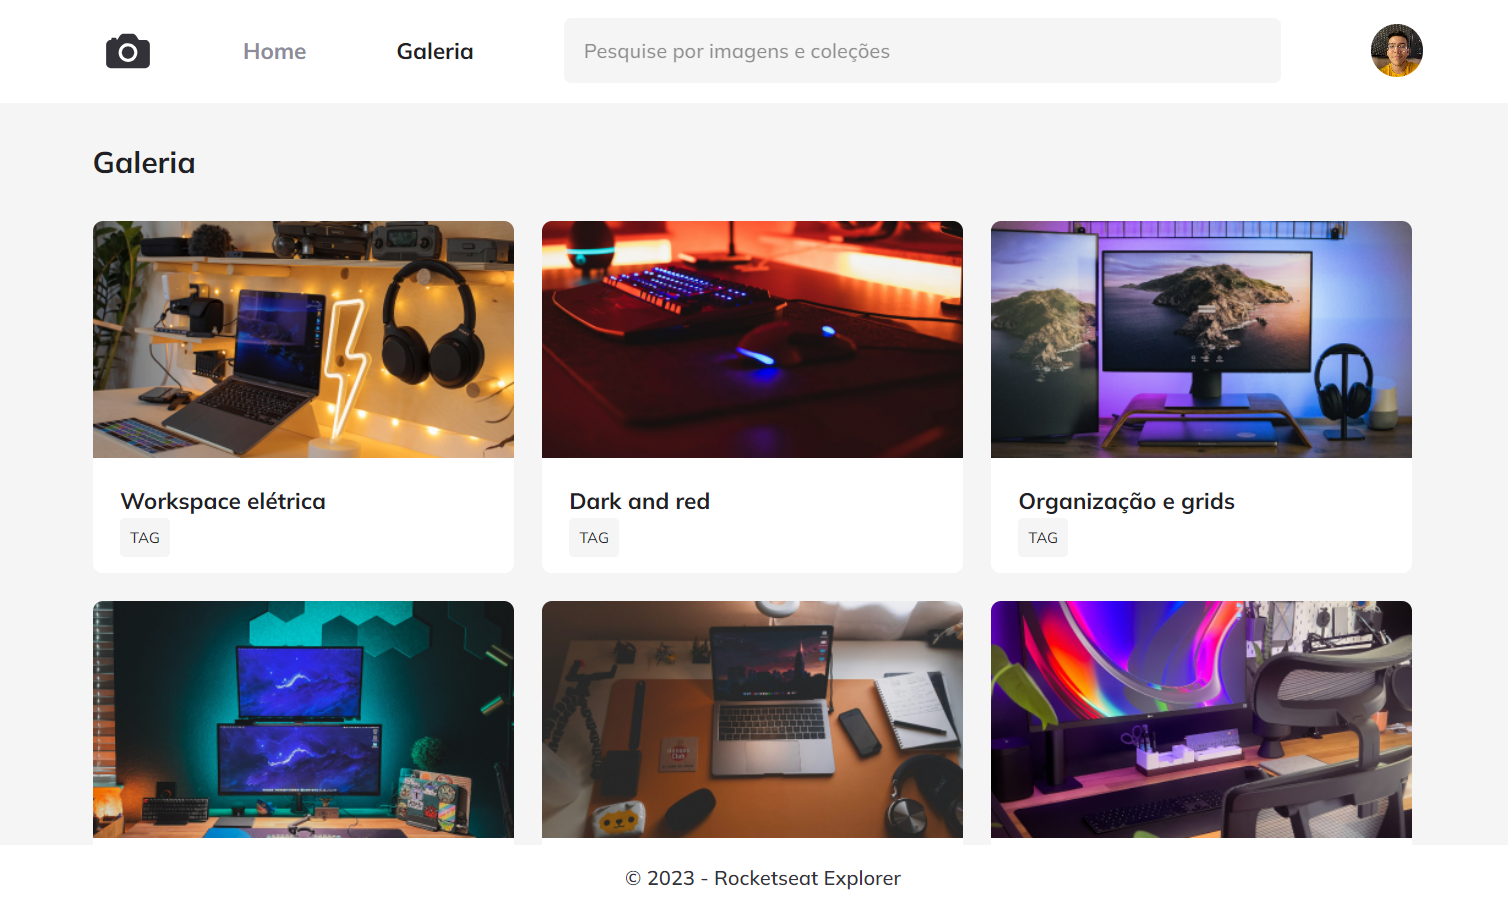 Home
Galeria
Pesquise por imagens e coleções
Galeria
Workspace elétrica
TAG
Dark and red
TAG
Organização e grids
TAG
© 2023 - Rocketseat Explorer